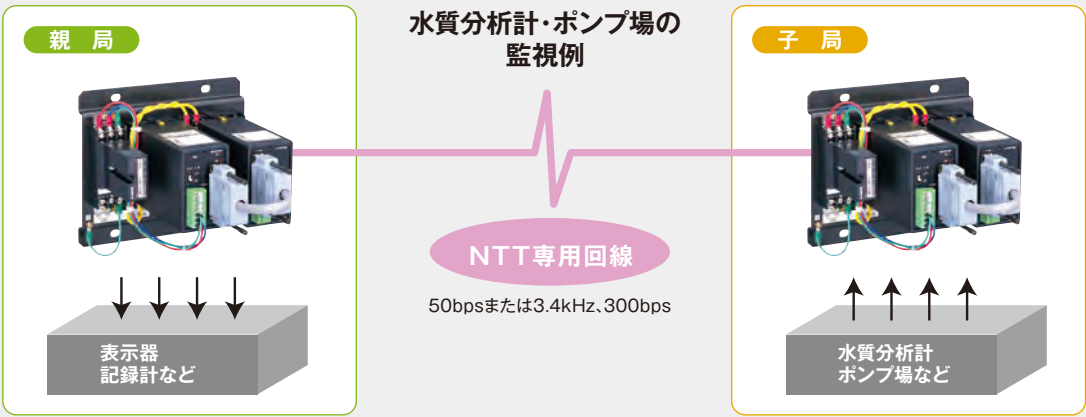 水質分析計・ポンプ場の
監視例
親 局
子 局
NTT専用回線
50bpsまたは3.4kHz、300bps
表示器
記録計など
水質分析計
ポンプ場など